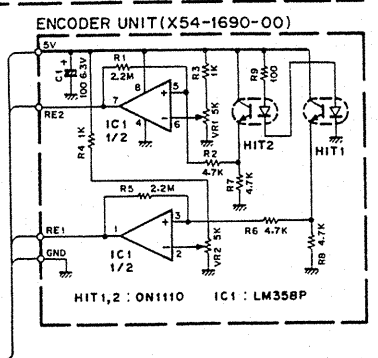 ENCODER UNIT(X54-1690-00)
5V
C1 +
100 6.3V
R1
2.2M
R3
1K
R9
100
8
5
7
6
4
RE2
IC1
1/2
VR1 5K
HIT2
HIT1
R4 1K
R2
4.7K
R7
4.7K
R5 2.2M
RE1
1
3
2
GND
IC1
1/2
VR2 5K
R6 4.7K
R8 4.7K
HIT1,2 : ON1110 IC1 : LM358P